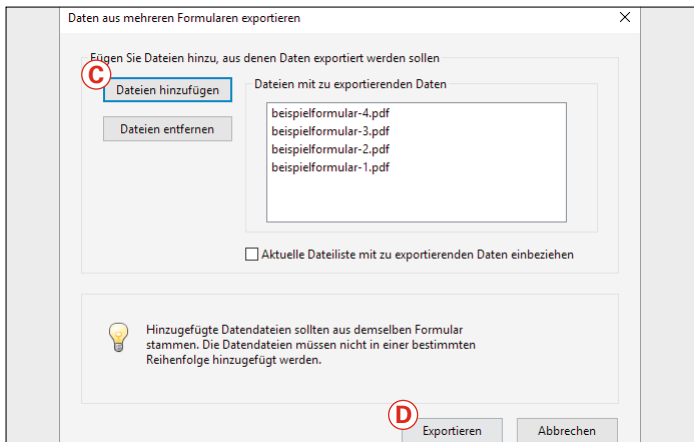 Daten aus mehreren Formularen exportieren
Fügen Sie Dateien hinzu, aus denen Daten exportiert werden sollen
C
Dateien hinzufügen
Dateien entfernen
Dateien mit zu exportierenden Daten
beispielformular-4.pdf
beispielformular-3.pdf
beispielformular-2.pdf
beispielformular-1.pdf
Aktuelle Dateiliste mit zu exportierenden Daten einbeziehen
Hinzugefügte Datendateien sollten aus demselben Formular
stammen. Die Datendateien müssen nicht in einer bestimmten
Reihenfolge hinzugefügt werden.
D
Exportieren
Abbrechen